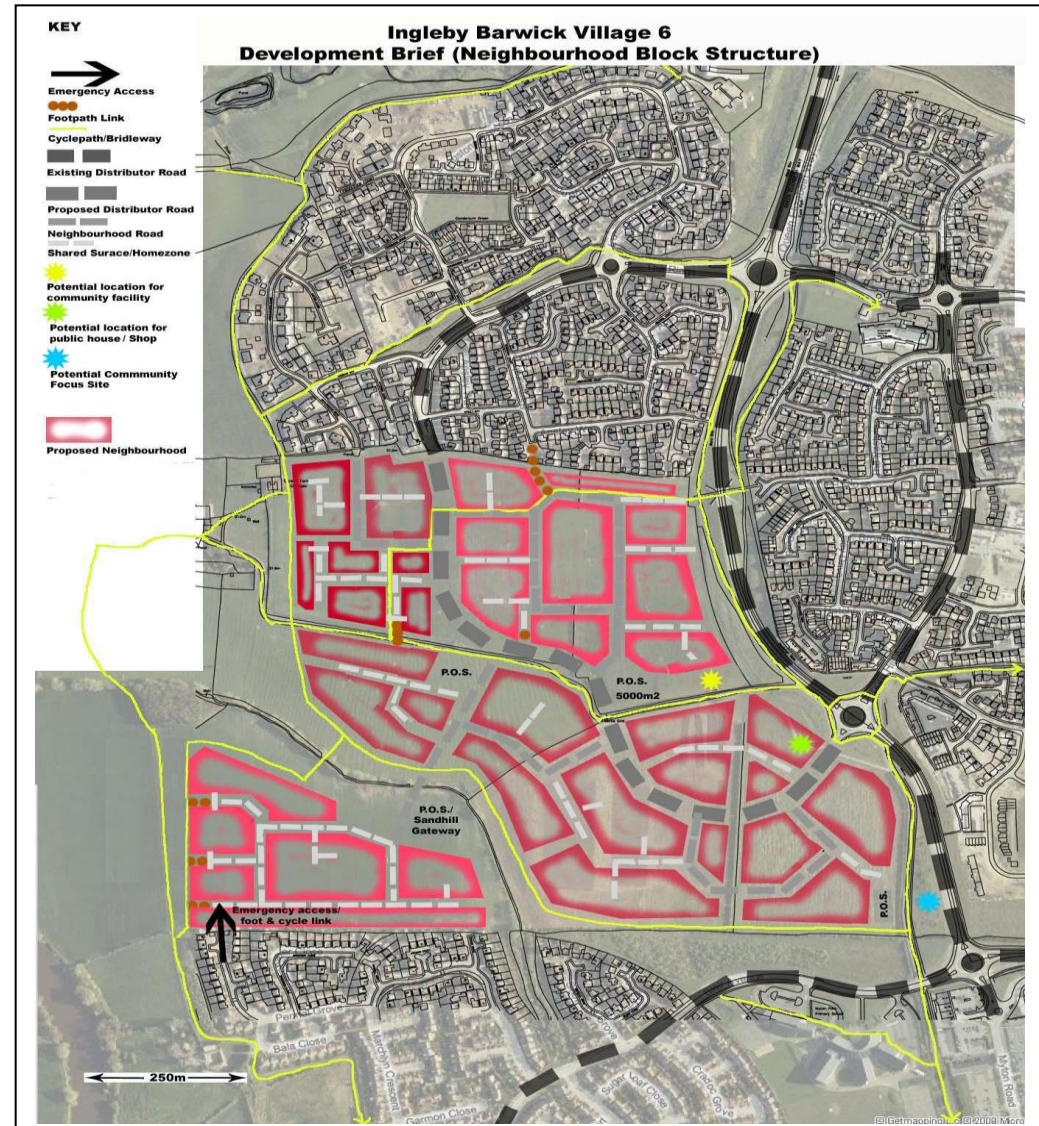 KEY
Ingleby Barwick Village 6
Development Brief (Neighbourhood Block Structure)
Emergency Access
Footpath Link
Cyclepath/Bridleway
Existing Distributor Road
Proposed Distributor Road
Neighbourhood Road
Shared Surace/Homezone
Potential location for
community facility
Potential location for
public house / Shop
Potential Commmunity
Focus Site
Proposed Neighbourhood
P.O.S.
P.O.S.
5000m2
P.O.S./
Sandhill
Gateway
P.O.S.
Emergency access/
foot & cycle link
250m
Bala Close
Marchlyn Crescent
Garmon Close
Sugar Loaf Close
Myton Road